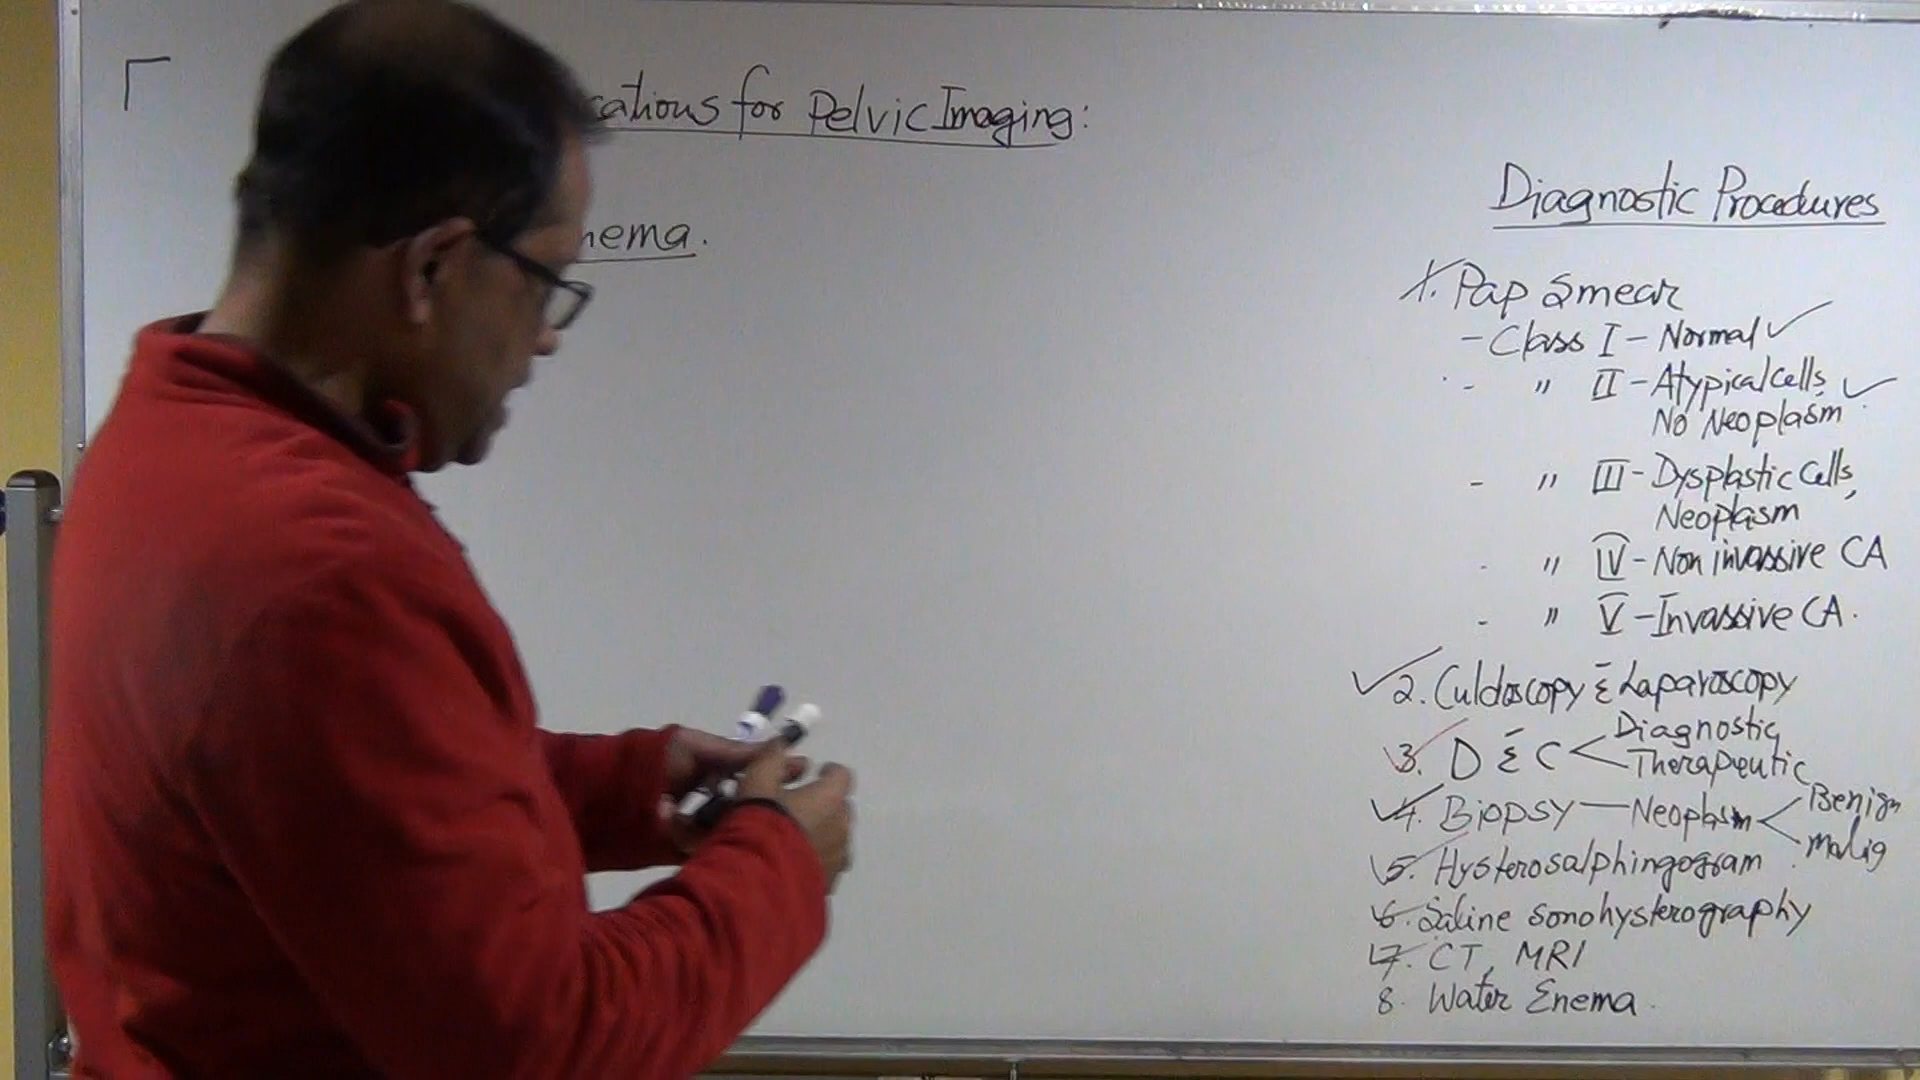 for Pelvic Imaging:
Diagnostic Procedures
1. Pap Smear
- Class I - Normal ✓
- " II - Atypical Cells, ✓
No Neoplasm
- " III - Dysplastic Cells,
Neoplasm
- " IV - Non invassive CA
- " V - Invassive CA.
✓ 2. Culdoscopy & Laparoscopy
✓ 3. D & C < Diagnostic,
Therapeutic
✓ 4. Biopsy — Neoplasm < Benign
Malig
✓ 5. Hysterosalphingogram
✓ 6. Saline Sonohysterography
✓ 7. CT, MRI
8. Water Enema.